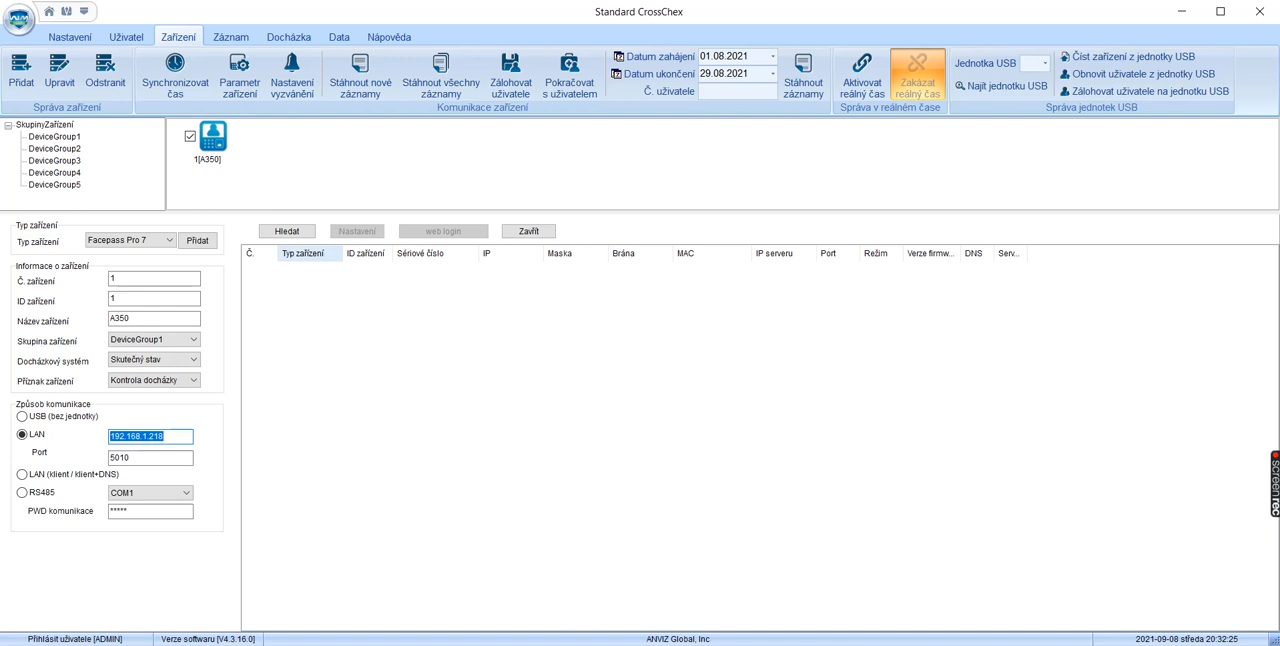 Standard CrossChex
Nastavení Uživatel Zařízení Záznam Docházka Data Nápověda
Přidat Upravit Odstranit
Správa zařízení
Synchronizovat čas
Parametr zařízení
Nastavení vyzvánění
Stáhnout nové záznamy
Stáhnout všechny záznamy
Zálohovat uživatele
Pokračovat s uživatelem
Datum zahájení 01.08.2021
Datum ukončení 29.08.2021
Č. uživatele
Stáhnout záznamy
Komunikace zařízení
Aktivovat reálný čas
Zakázat reálný čas
Správa v reálném čase
Jednotka USB
Najít jednotku USB
Číst zařízení z jednotky USB
Obnovit uživatele z jednotky USB
Zálohovat uživatele na jednotku USB
Správa jednotek USB
SkupinyZařízení
DeviceGroup1
DeviceGroup2
DeviceGroup3
DeviceGroup4
DeviceGroup5
1[A350]
Typ zařízení
Typ zařízení Facepass Pro 7 Přidat
Informace o zařízení
Č. zařízení 1
ID zařízení 1
Název zařízení A350
Skupina zařízení DeviceGroup1
Docházkový systém Skutečný stav
Příznak zařízení Kontrola docházky
Způsob komunikace
USB (bez jednotky)
LAN 192.168.1.218
Port 5010
LAN (klient / klient+DNS)
RS485 COM1
PWD komunikace *****
Hledat Nastavení web login Zavřít
Č. Typ zařízení ID zařízení Sériové číslo IP Maska Brána MAC IP serveru Port Režim Verze firmw... DNS Serv...
screenrec
Přihlásit uživatele [ADMIN] Verze softwaru [V4.3.16.0] ANVIZ Global, Inc 2021-09-08 středa 20:32:25